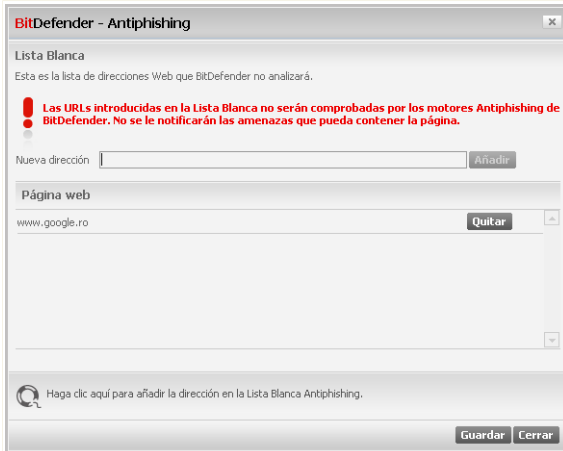 BitDefender - Antiphishing
Lista Blanca
Esta es la lista de direcciones Web que BitDefender no analizará.
Las URLs introducidas en la Lista Blanca no serán comprobadas por los motores Antiphishing de
BitDefender. No se le notificarán las amenazas que pueda contener la página.
Nueva dirección
Añadir
Página web
www.google.ro
Quitar
Haga clic aquí para añadir la dirección en la Lista Blanca Antiphishing.
Guardar
Cerrar